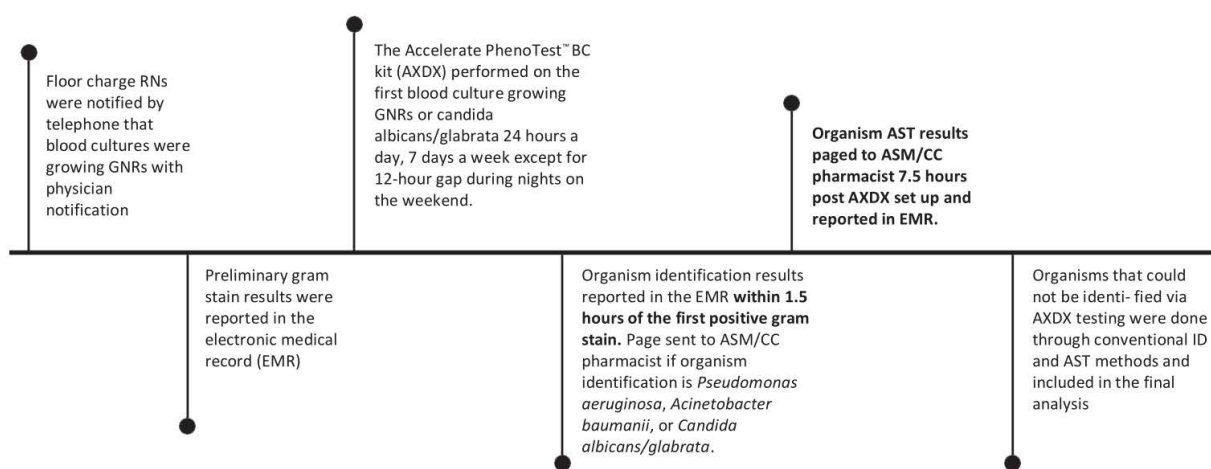 Floor charge RNs
were notified by
telephone that
blood cultures were
growing GNRs with
physician
notification
Preliminary gram
stain results were
reported in the
electronic medical
record (EMR)
The Accelerate PhenoTest™ BC
kit (AXDX) performed on the
first blood culture growing
GNRs or candida
albicans/glabrata 24 hours a
day, 7 days a week except for
12-hour gap during nights on
the weekend.
Organism identification results
reported in the EMR within 1.5
hours of the first positive gram
stain. Page sent to ASM/CC
pharmacist if organism
identification is Pseudomonas
aeruginosa, Acinetobacter
baumanii, or Candida
albicans/glabrata.
Organism AST results
paged to ASM/CC
pharmacist 7.5 hours
post AXDX set up and
reported in EMR.
Organisms that could
not be identi- fied via
AXDX testing were done
through conventional ID
and AST methods and
included in the final
analysis